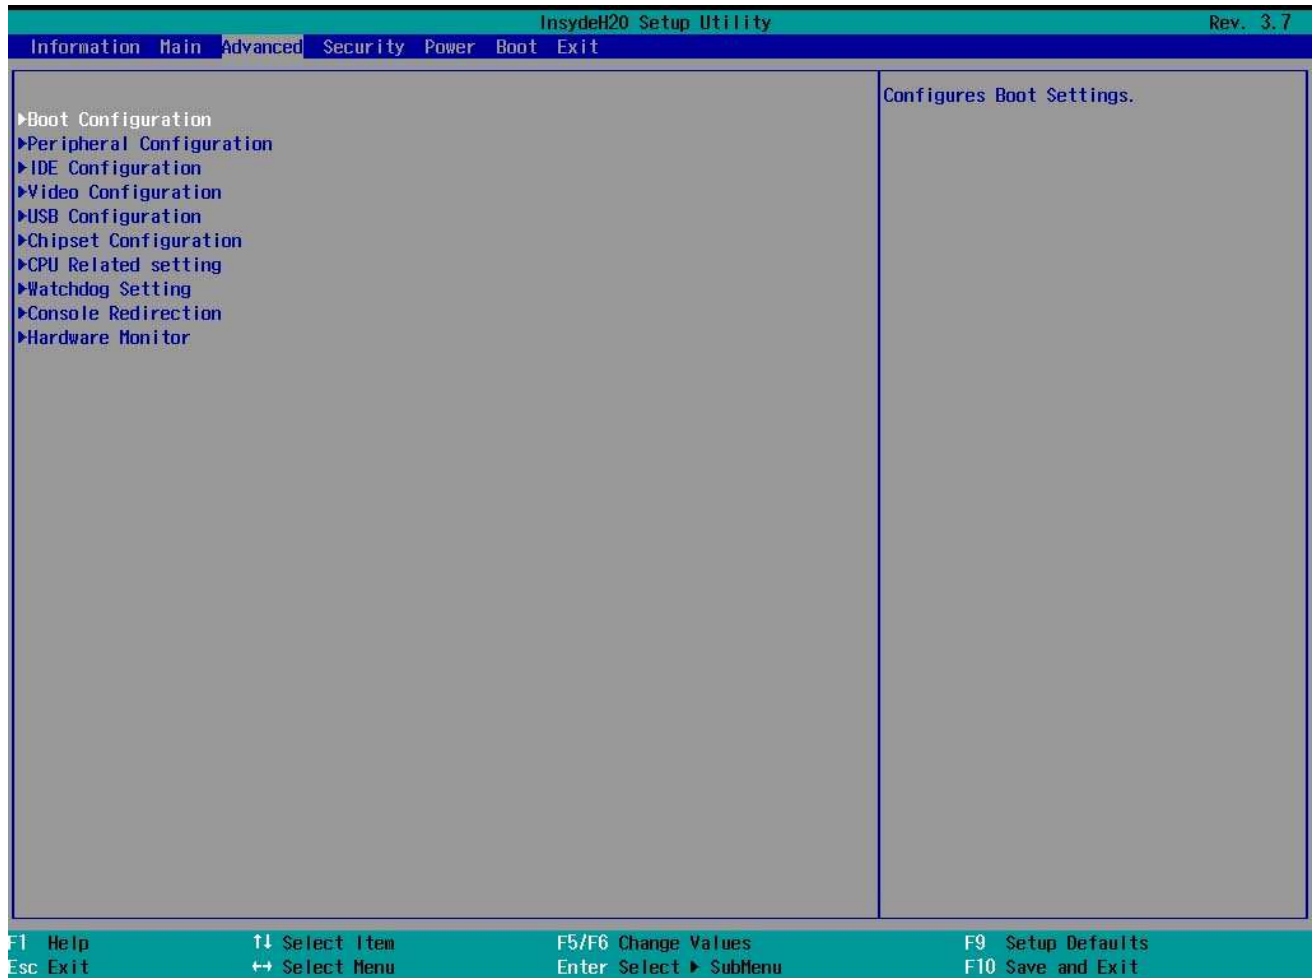 InsydeH20 Setup Utility Rev. 3.7
Information Main Advanced Security Power Boot Exit
Configures Boot Settings.
▶Boot Configuration
▶Peripheral Configuration
▶IDE Configuration
▶Video Configuration
▶USB Configuration
▶Chipset Configuration
▶CPU Related setting
▶Watchdog Setting
▶Console Redirection
▶Hardware Monitor
F1 Help ↑↓ Select Item F5/F6 Change Values F9 Setup Defaults
Esc Exit ↔ Select Menu Enter Select ▶ SubMenu F10 Save and Exit